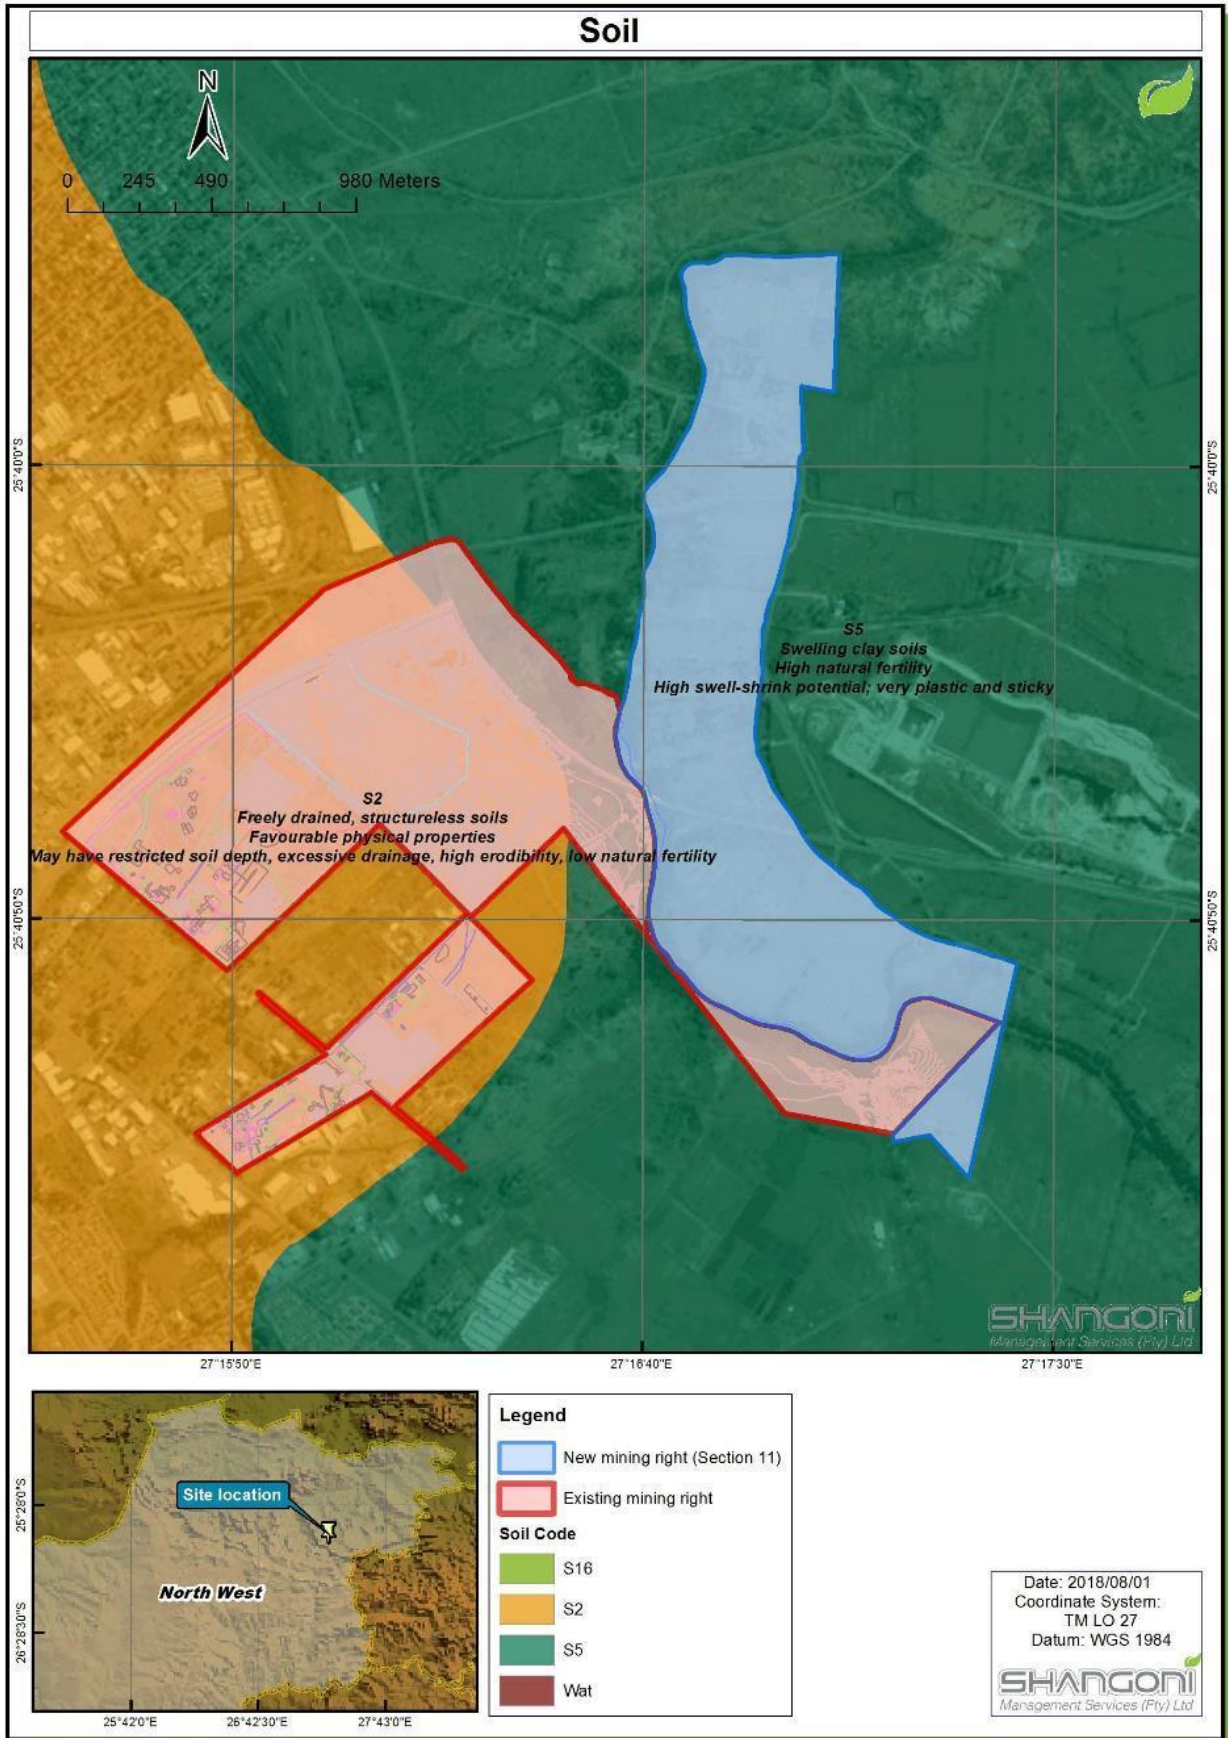 Soil
N
0 245 490 980 Meters
25°40'0"S
25°40'0"S
S5
Swelling clay soils
High natural fertility
High swell-shrink potential; very plastic and sticky
S2
Freely drained, structureless soils
Favourable physical properties
May have restricted soil depth, excessive drainage, high erodibility, low natural fertility
25°40'50"S
25°40'50"S
SHANGONI
Management Services (Pty) Ltd
27°15'50"E 27°16'40"E 27°17'30"E
25°28'0"S
26°28'30"S
Site location
North West
25°42'0"E 26°42'30"E 27°43'0"E
Legend
New mining right (Section 11)
Existing mining right
Soil Code
S16
S2
S5
Wat
Date: 2018/08/01
Coordinate System:
TM LO 27
Datum: WGS 1984
SHANGONI
Management Services (Pty) Ltd